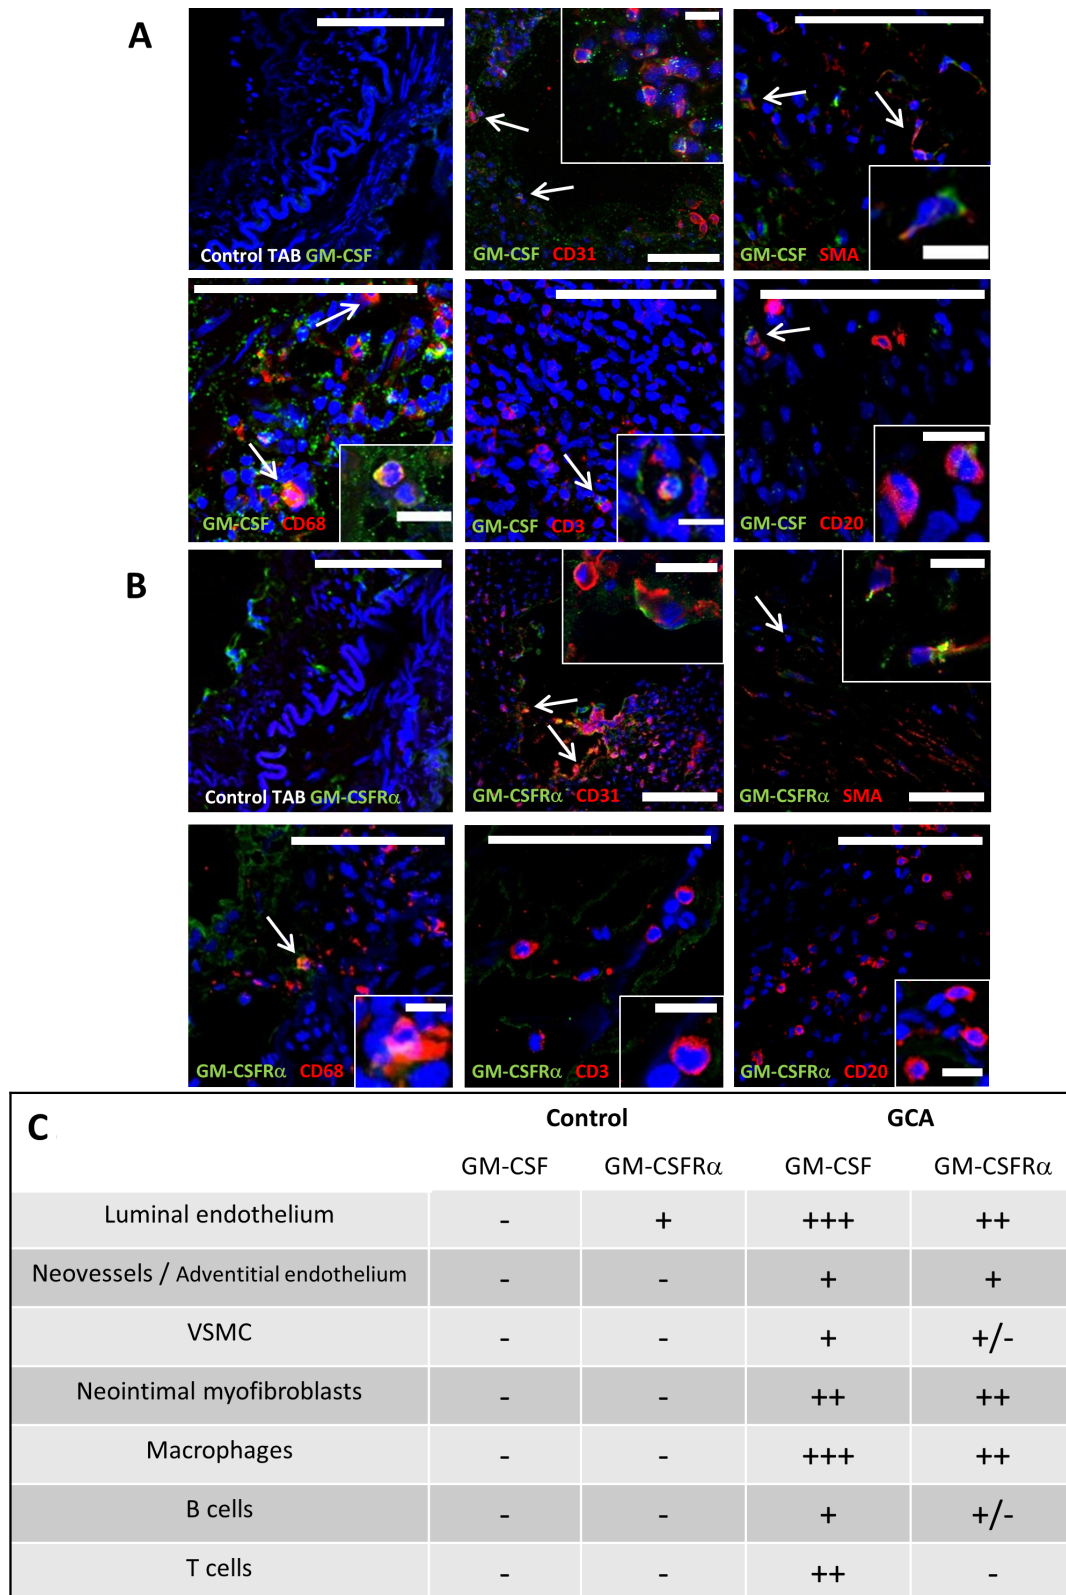 A
Control TAB GM-CSF
GM-CSF CD31
GM-CSF SMA
GM-CSF CD68
GM-CSF CD3
GM-CSF CD20
B
Control TAB GM-CSFRα
GM-CSFRα CD31
GM-CSFRα SMA
GM-CSFRα CD68
GM-CSFRα CD3
GM-CSFRα CD20
C Control GCA
GM-CSF GM-CSFRα GM-CSF GM-CSFRα
Luminal endothelium - + +++ ++
Neovessels / Adventitial endothelium - - + +
VSMC - - + +/-
Neointimal myofibroblasts - - ++ ++
Macrophages - - +++ ++
B cells - - + +/-
T cells - - ++ -